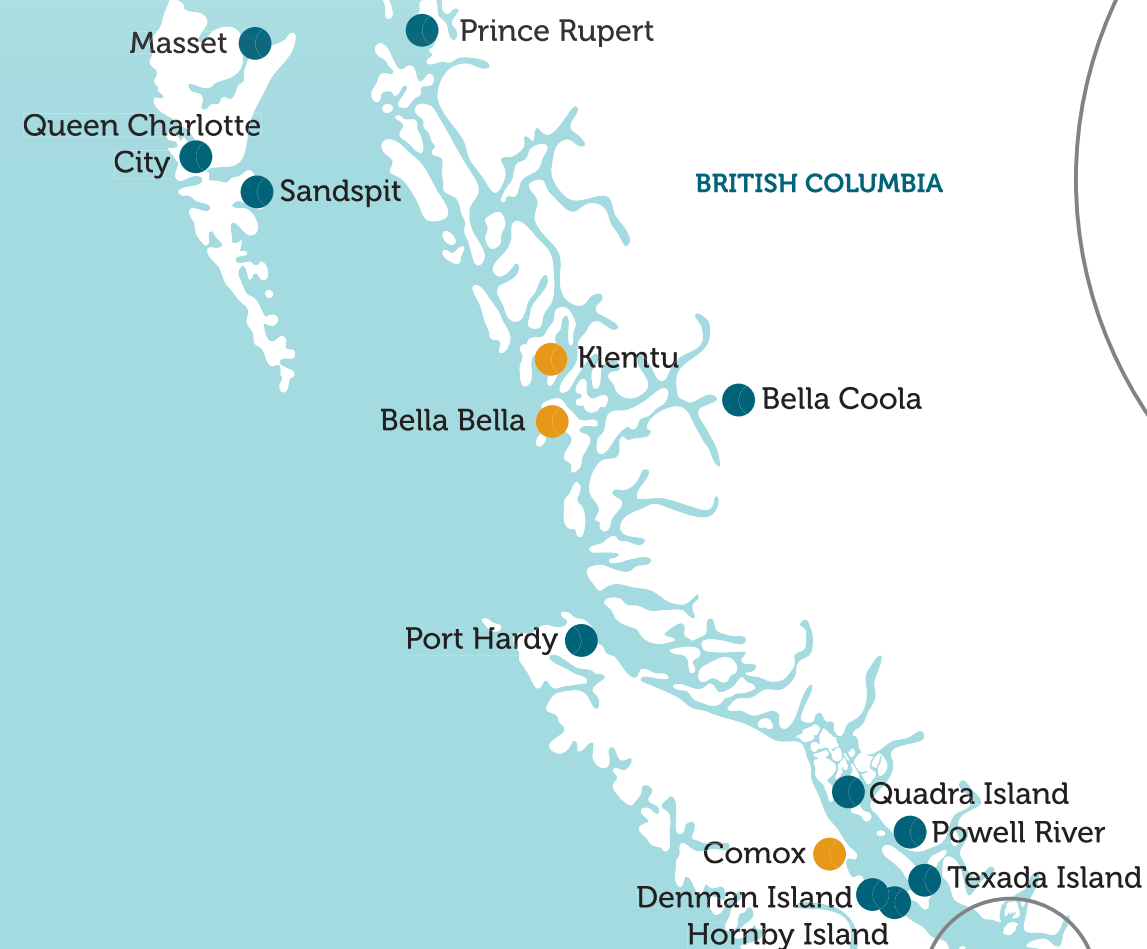 Masset
Prince Rupert
Queen Charlotte
City
Sandspit
BRITISH COLUMBIA
Klemtu
Bella Coola
Bella Bella
Port Hardy
Quadra Island
Powell River
Comox
Texada Island
Denman Island
Hornby Island